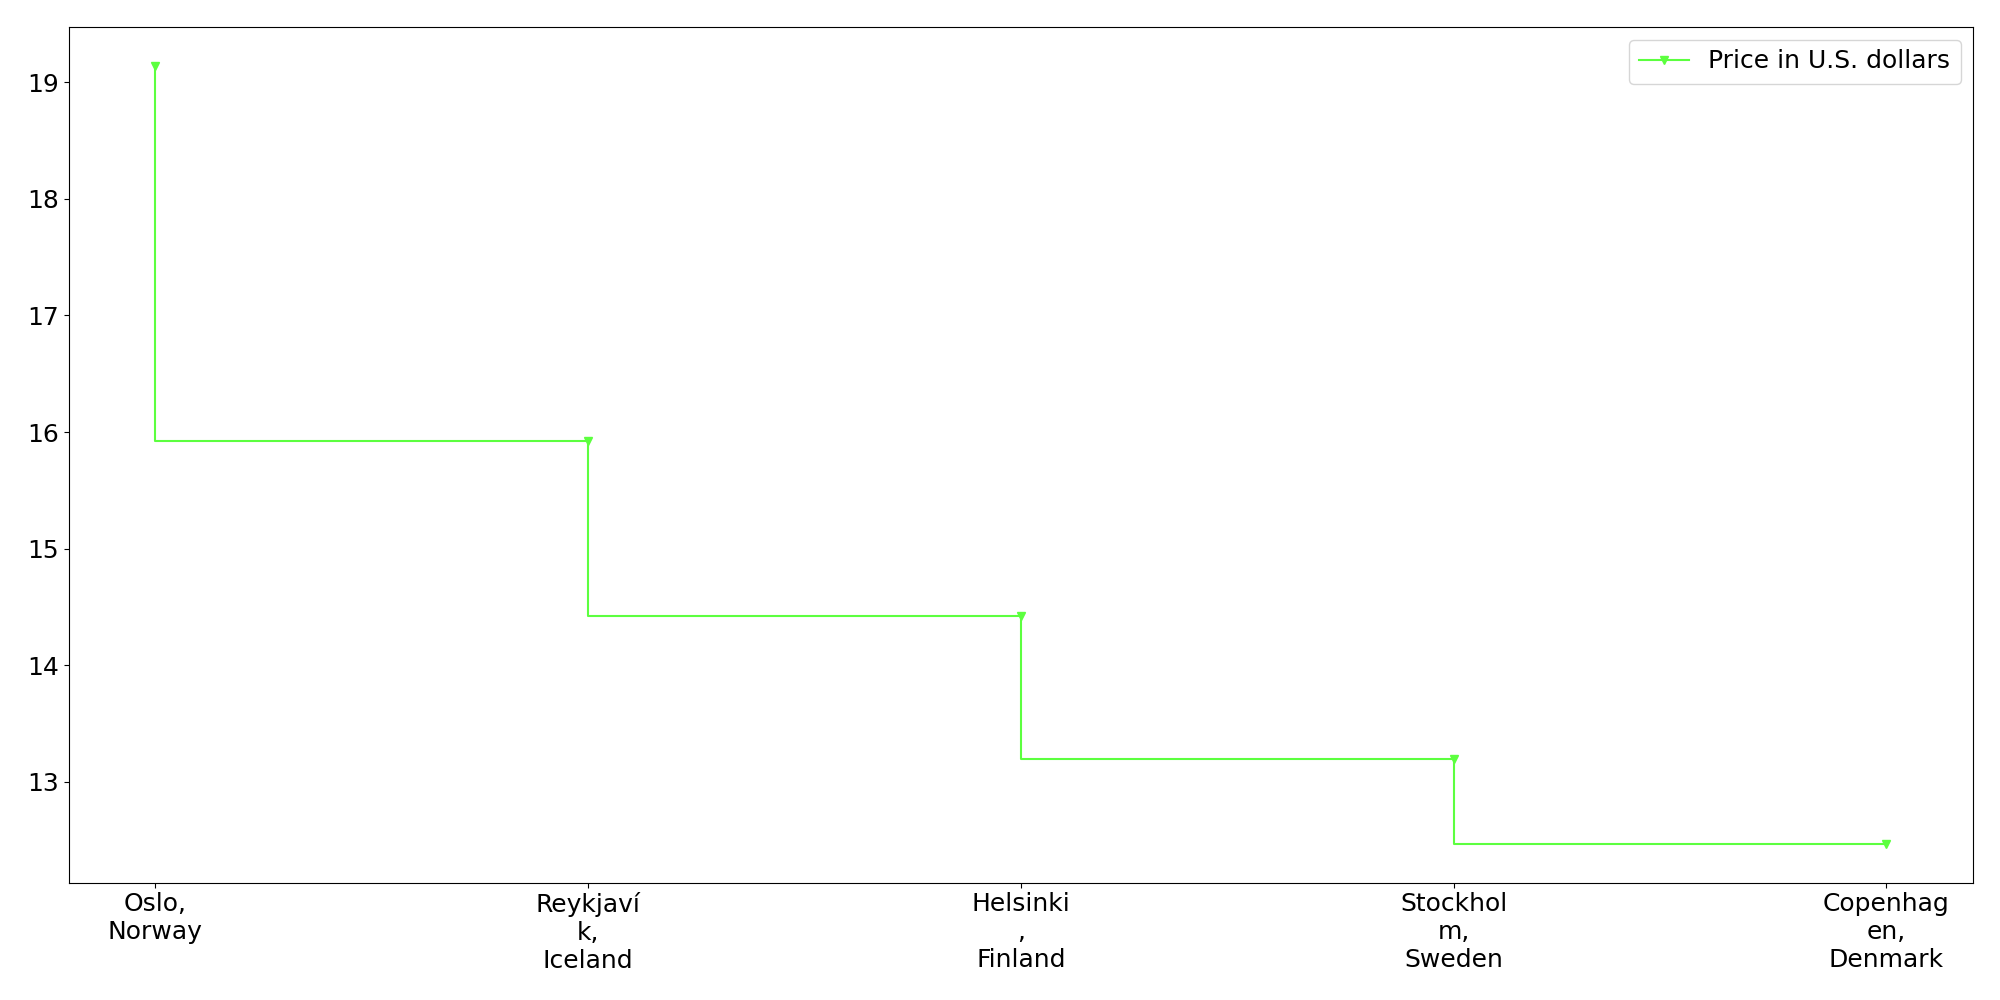 Price in U.S. dollars
19
18
17
16
15
14
13
Oslo,
Norway
Reykjaví
k,
Iceland
Helsinki
,
Finland
Stockhol
m,
Sweden
Copenhag
en,
Denmark